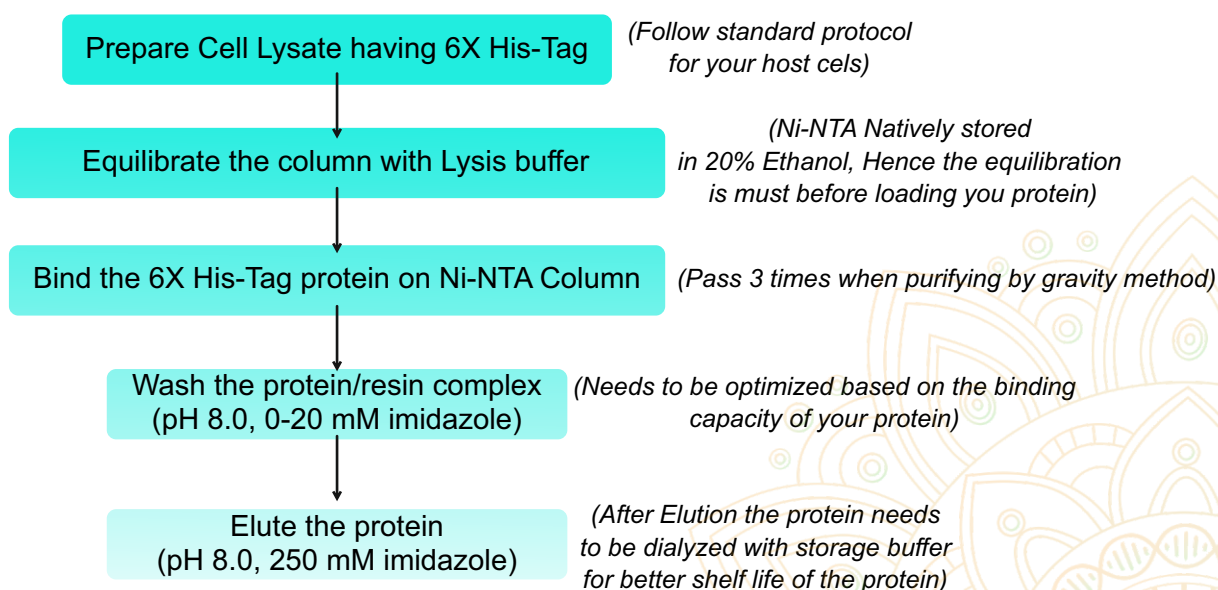 Prepare Cell Lysate having 6X His-Tag
(Follow standard protocol
for your host cels)
Equilibrate the column with Lysis buffer
(Ni-NTA Natively stored
in 20% Ethanol, Hence the equilibration
is must before loading you protein)
Bind the 6X His-Tag protein on Ni-NTA Column
(Pass 3 times when purifying by gravity method)
Wash the protein/resin complex
(pH 8.0, 0-20 mM imidazole)
(Needs to be optimized based on the binding
capacity of your protein)
Elute the protein
(pH 8.0, 250 mM imidazole)
(After Elution the protein needs
to be dialyzed with storage buffer
for better shelf life of the protein)